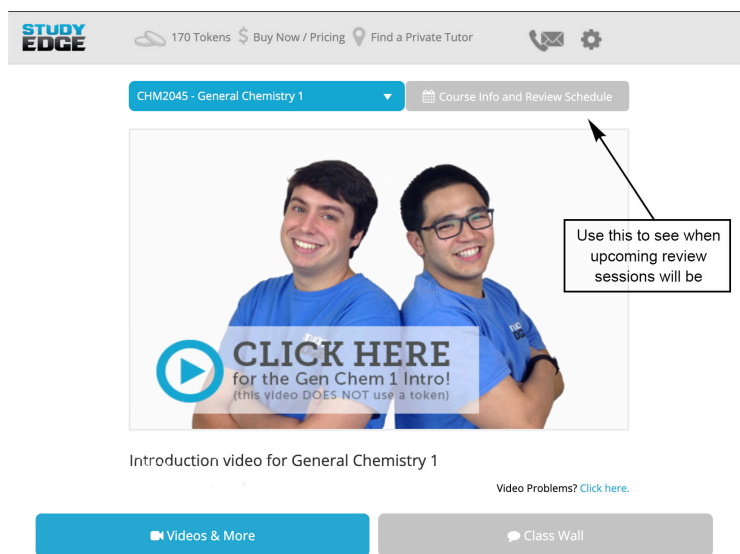 STUDY
EDGE
170 Tokens $ Buy Now / Pricing Find a Private Tutor
CHM2045 - General Chemistry 1
Course Info and Review Schedule
Use this to see when
upcoming review
sessions will be
CLICK HERE
for the Gen Chem 1 Intro!
(this video DOES NOT use a token)
Introduction video for General Chemistry 1
Video Problems? Click here.
Videos & More
Class Wall